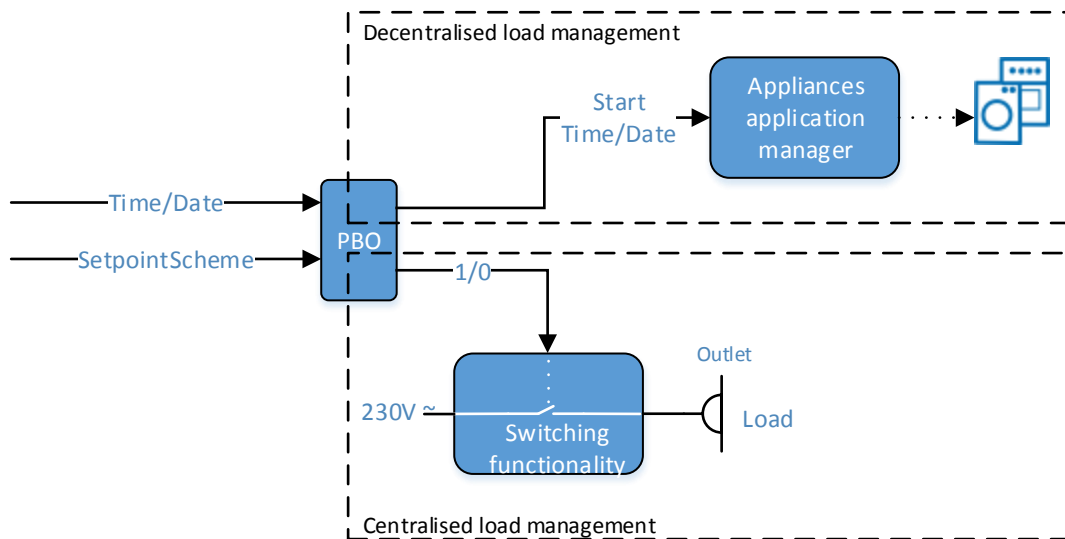 Decentralised load management
Appliances
application
manager
Start
Time/Date
Time/Date
PBO
SetpointScheme
1/0
Outlet
230V ~
Load
Switching
functionality
Centralised load management